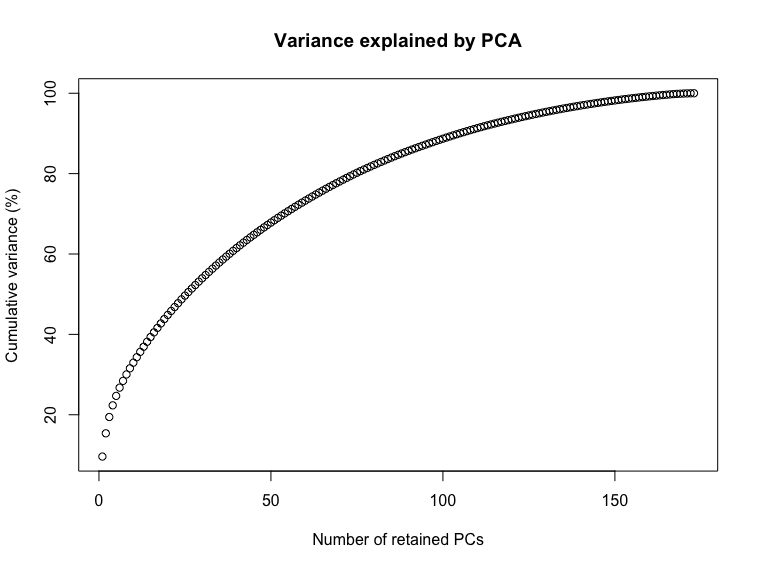 Variance explained by PCA
Cumulative variance (%)
100
80
60
40
20
0 50 100 150
Number of retained PCs